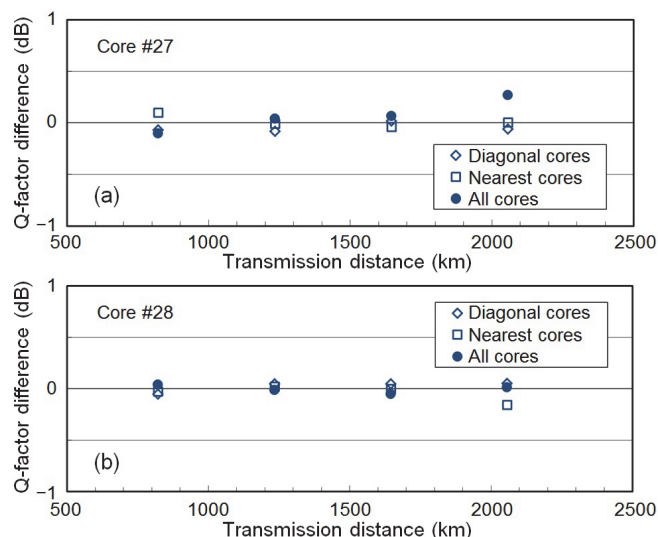 1
Core #27
Q-factor difference (dB)
0
Diagonal cores
Nearest cores
All cores
(a)
−1
500 1000 1500 2000 2500
Transmission distance (km)
1
Core #28
Diagonal cores
Nearest cores
All cores
Q-factor difference (dB)
0
(b)
−1
500 1000 1500 2000 2500
Transmission distance (km)